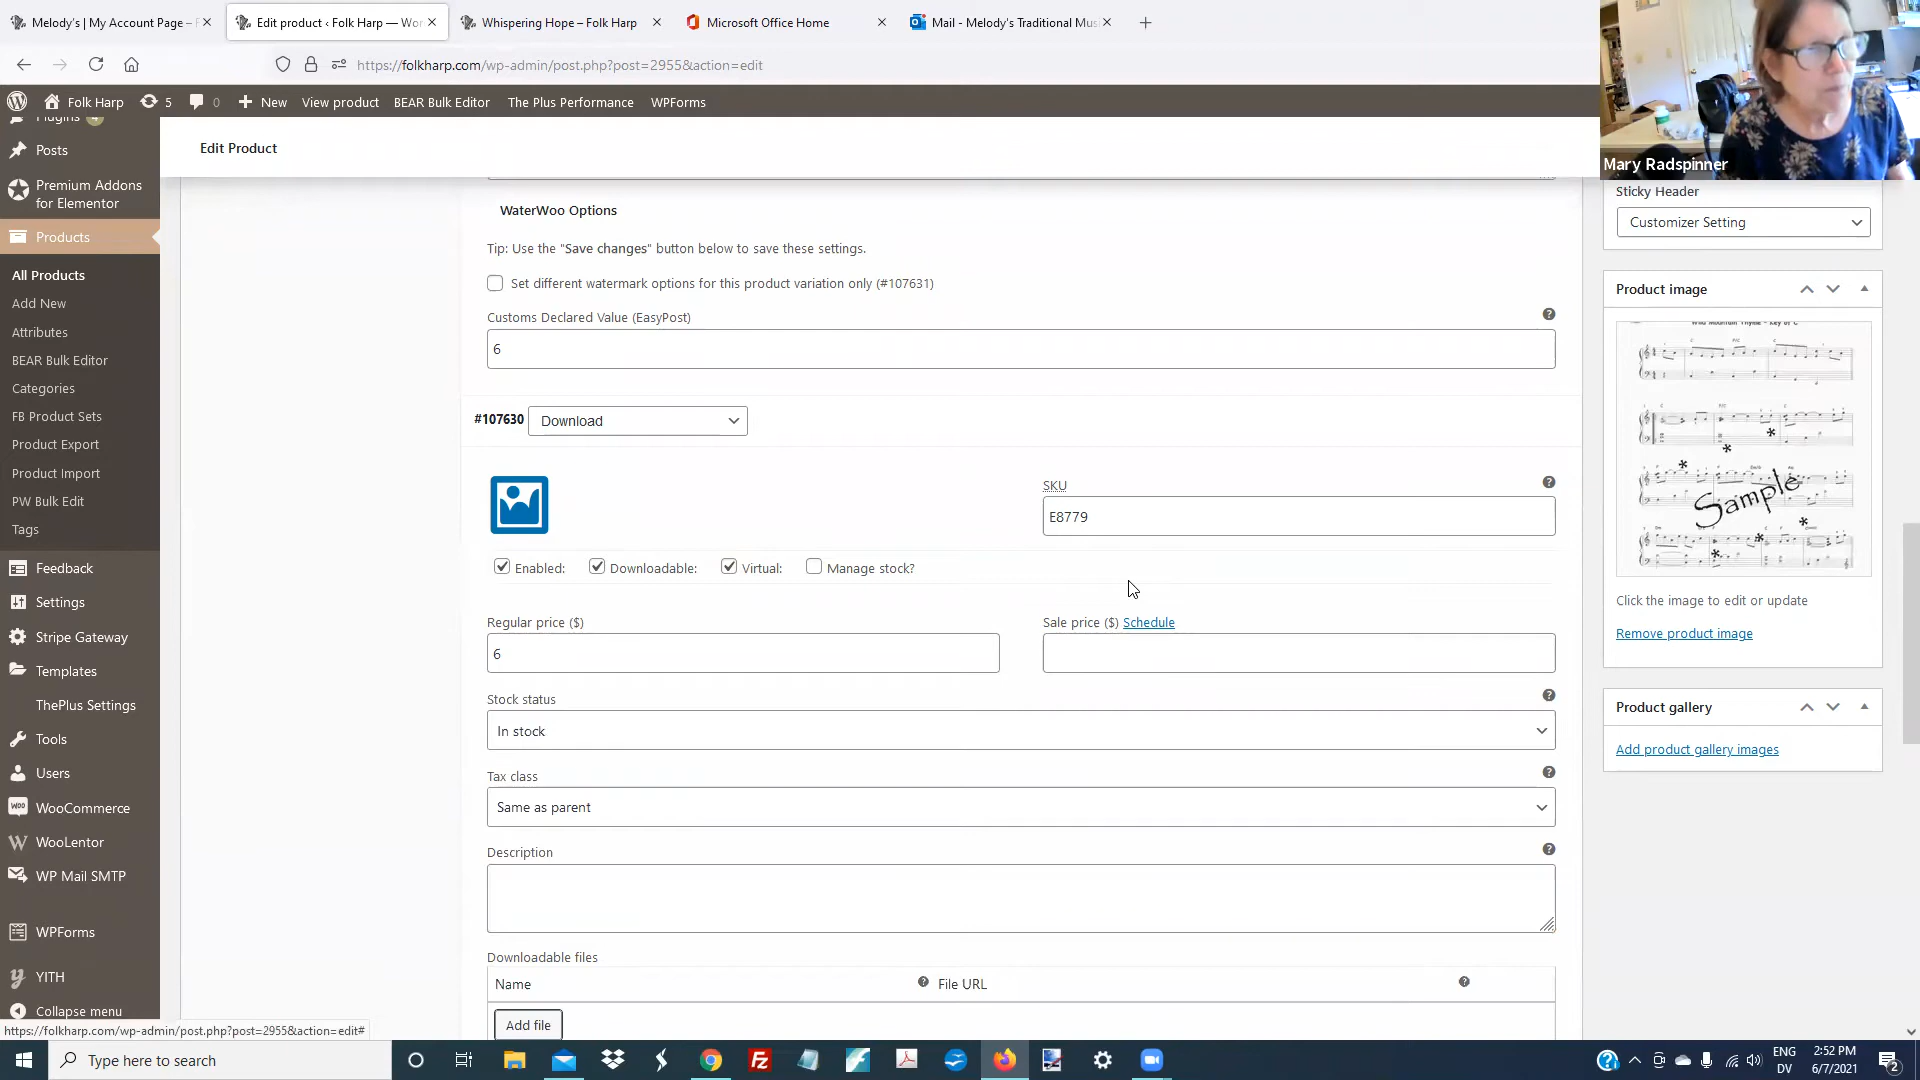 Melody's | My Account Page – F
Edit product ‹ Folk Harp — Wor
Whispering Hope – Folk Harp
Microsoft Office Home
Mail - Melody's Traditional Mus
https://folkharp.com/wp-admin/post.php?post=2955&action=edit
Folk Harp
5
0
New
View product
BEAR Bulk Editor
The Plus Performance
WPForms
Plugins 4
Posts
Premium Addons
for Elementor
Products
All Products
Add New
Attributes
BEAR Bulk Editor
Categories
FB Product Sets
Product Export
Product Import
PW Bulk Edit
Tags
Feedback
Settings
Stripe Gateway
Templates
ThePlus Settings
Tools
Users
WooCommerce
WooLentor
WP Mail SMTP
WPForms
YITH
Collapse menu
Edit Product
WaterWoo Options
Tip: Use the "Save changes" button below to save these settings.
Set different watermark options for this product variation only (#107631)
Customs Declared Value (EasyPost)
6
#107630 Download
SKU
E8779
Enabled: Downloadable: Virtual: Manage stock?
Regular price ($)
6
Sale price ($) Schedule
Stock status
In stock
Tax class
Same as parent
Description
Downloadable files
Name
File URL
Add file
Mary Radspinner
Sticky Header
Customizer Setting
Product image
Wild Mountain Thyme - Key of C
Sample
Click the image to edit or update
Remove product image
Product gallery
Add product gallery images
https://folkharp.com/wp-admin/post.php?post=2955&action=edit#
Type here to search
ENG
DV
2:52 PM
6/7/2021
2